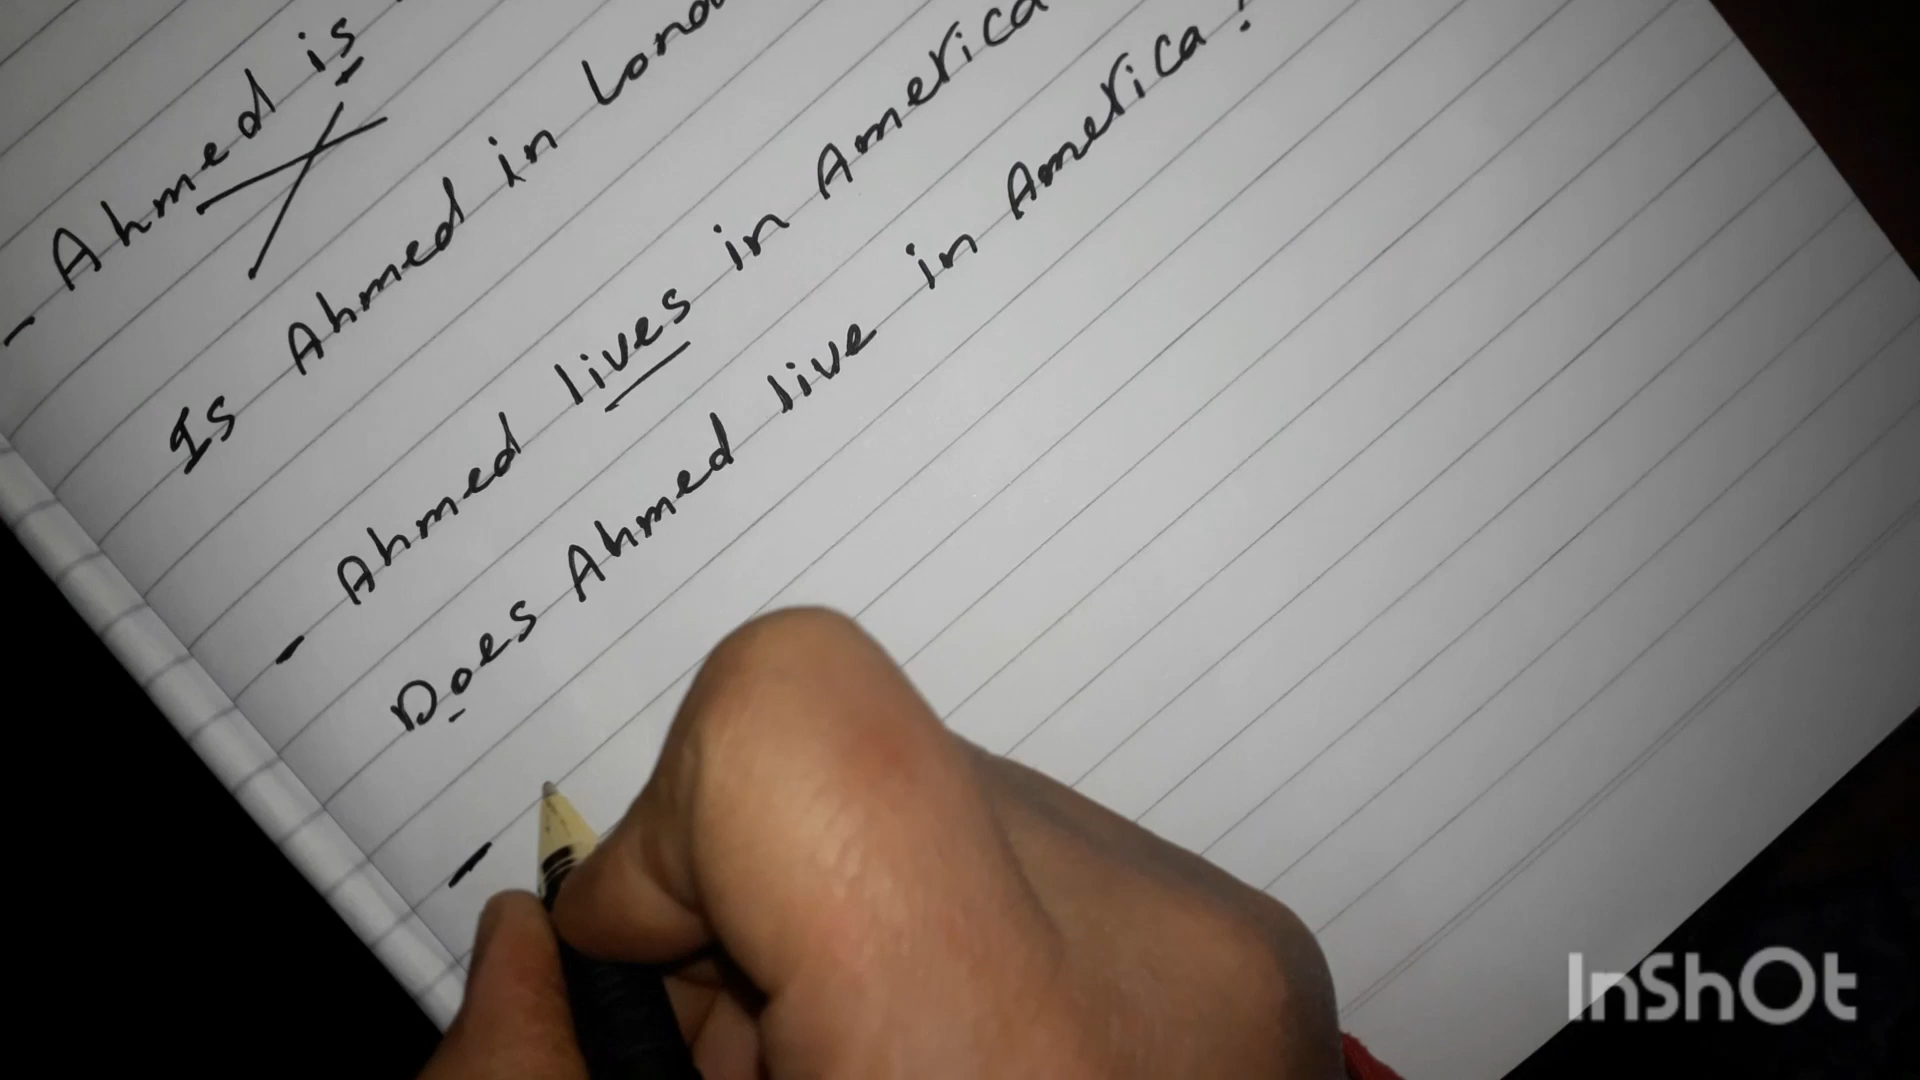 - Ahmed is
Is Ahmed in
- Ahmed lives in America
Does Ahmed live in America?
-
InShOt